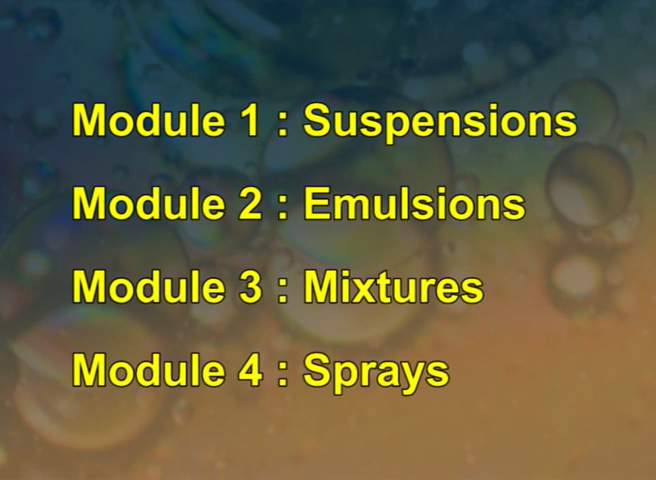 Module 1 : Suspensions
Module 2 : Emulsions
Module 3 : Mixtures
Module 4 : Sprays